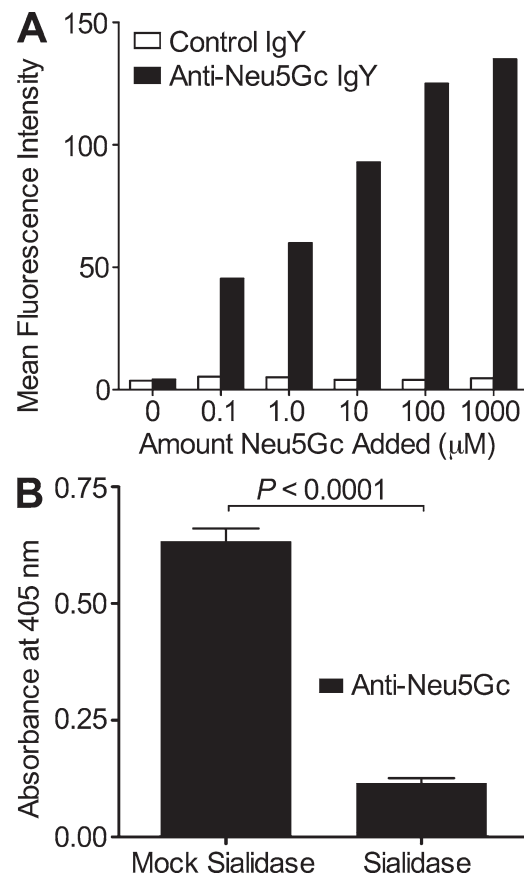 A
Mean Fluorescence Intensity
150
100
50
0
Control IgY
Anti-Neu5Gc IgY
0 0.1 1.0 10 100 1000
Amount Neu5Gc Added (μM)
B
Absorbance at 405 nm
0.75
0.50
0.25
0.00
P < 0.0001
Anti-Neu5Gc
Mock Sialidase Sialidase